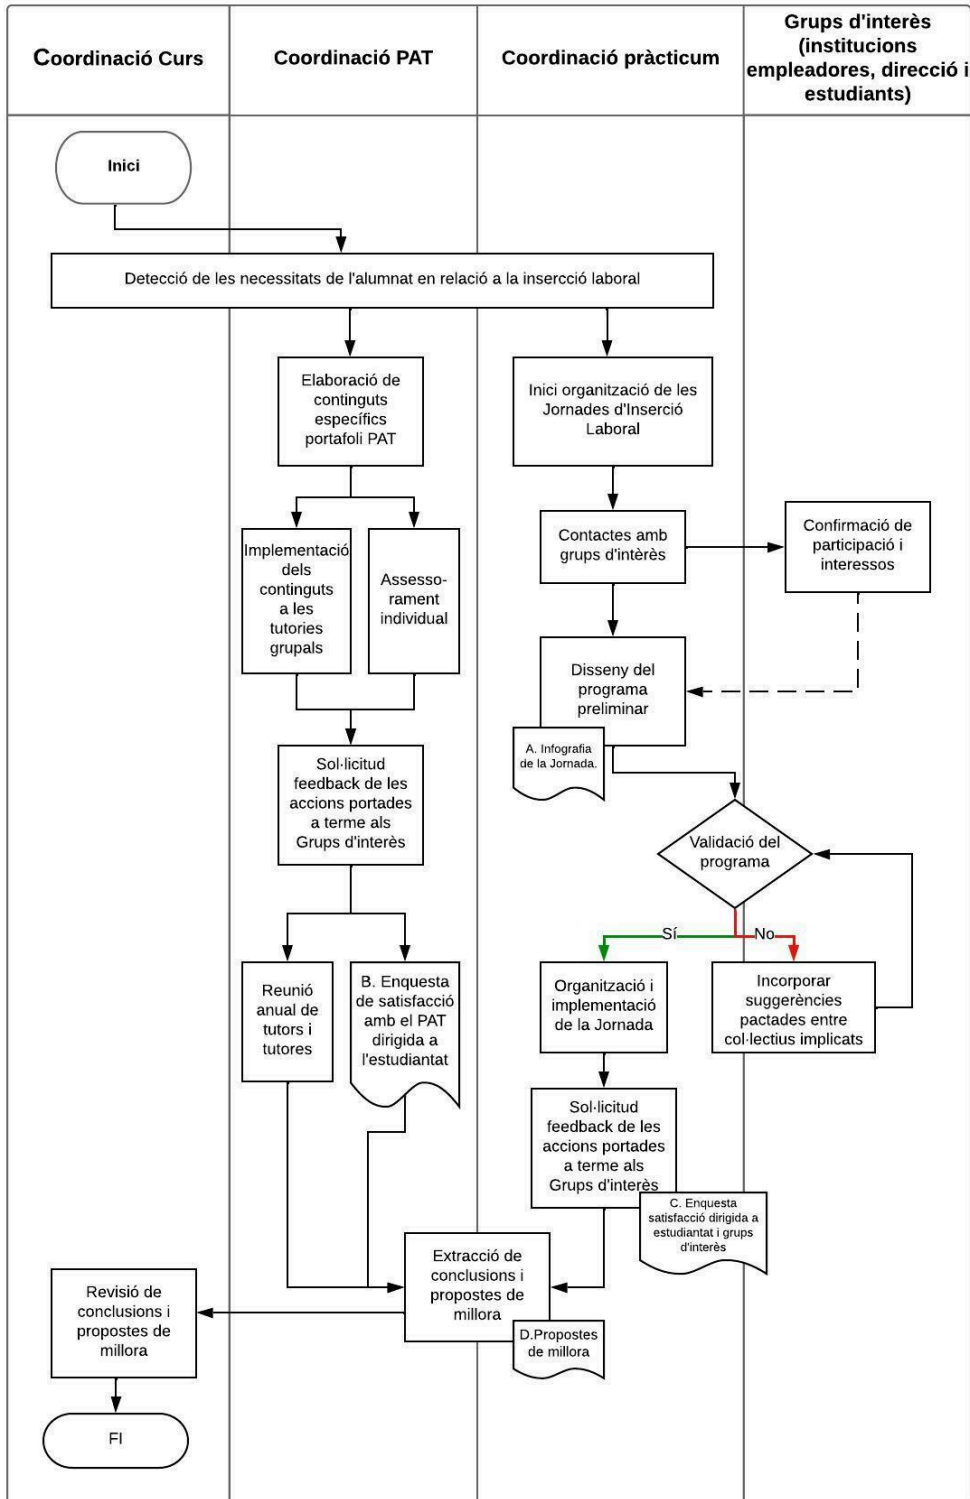 Coordinació Curs
Coordinació PAT
Coordinació pràcticum
Grups d'interès
(institucions
empleadores, direcció i
estudiants)
Inici
Detecció de les necessitats de l'alumnat en relació a la insercció laboral
Elaboració de
continguts
específics
portafoli PAT
Inici organització de les
Jornades d'Inserció
Laboral
Implementació
dels
continguts
a les
tutories
grupals
Assesso-
rament
individual
Contactes amb
grups d'intèrès
Confirmació de
participació i
interessos
Disseny del
programa
preliminar
A. Infografia
de la Jornada.
Sol·licitud
feedback de les
accions portades
a terme als
Grups d'interès
Validació del
programa
Sí
No
Reunió
anual de
tutors i
tutores
B. Enquesta
de satisfacció
amb el PAT
dirigida a
l'estudiantat
Organització i
implementació
de la Jornada
Incorporar
suggerències
pactades entre
col·lectius implicats
Sol·licitud
feedback de les
accions portades
a terme als
Grups d'interès
C. Enquesta
satisfacció dirigida a
estudiantat i grups
d'interès
Extracció de
conclusions i
propostes de
millora
D.Propostes
de millora
Revisió de
conclusions i
propostes de
millora
FI